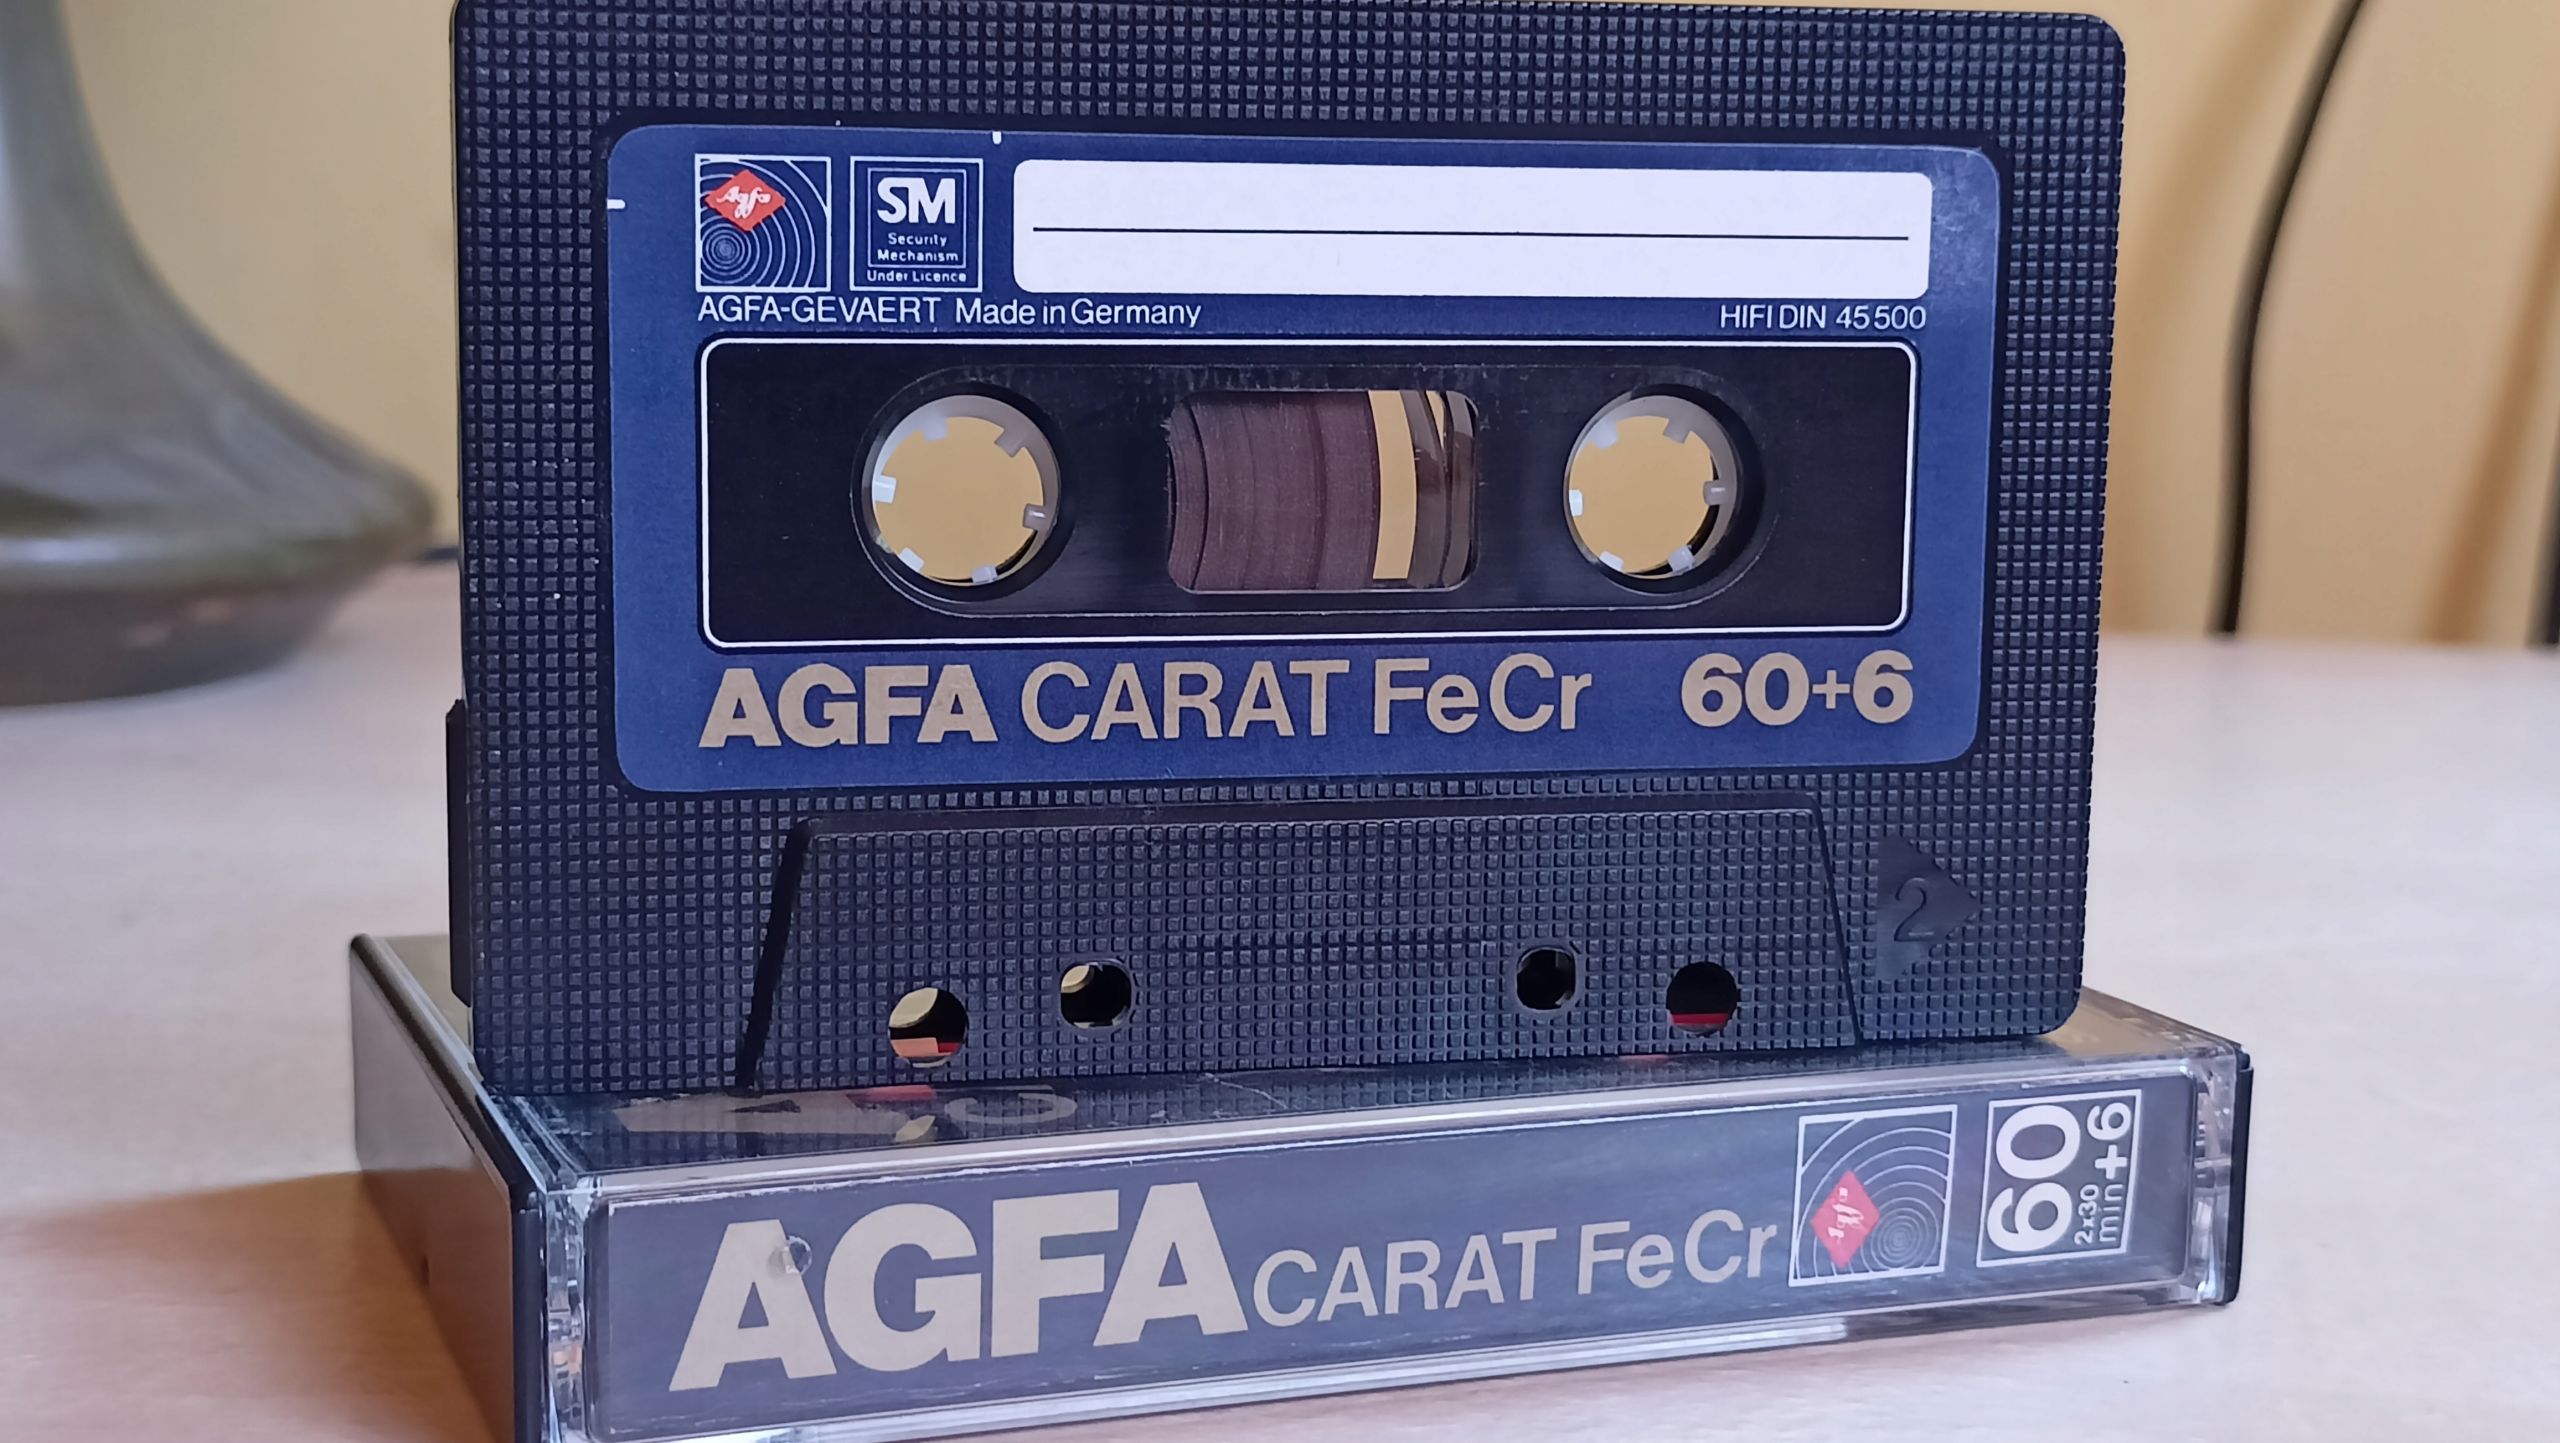 Agfa
SM
Security
Mechanism
Under Licence
AGFA-GEVAERT Made in Germany
HIFI DIN 45 500
AGFA CARAT FeCr 60+6
2
AGFA CARAT FeCr
Agfa
60
2x30
min+6